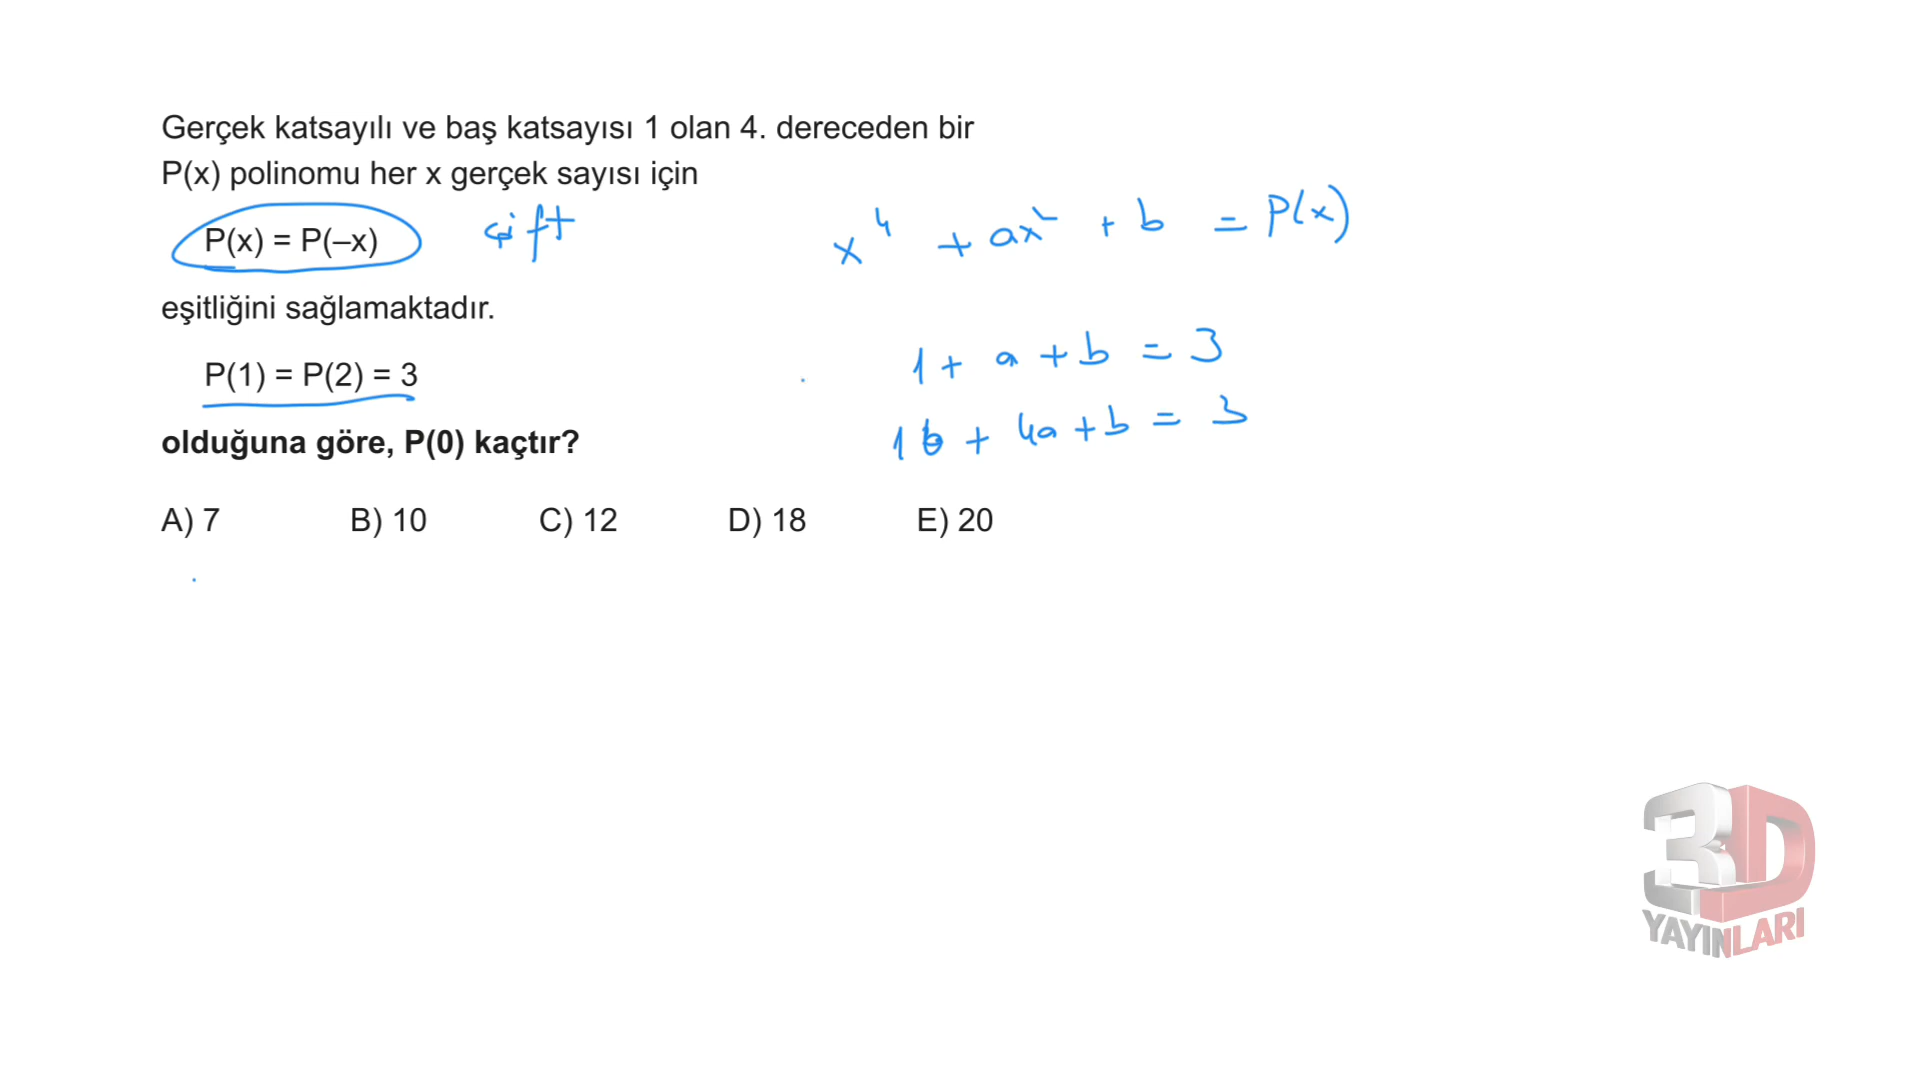 Gerçek katsayılı ve baş katsayısı 1 olan 4. dereceden bir
P(x) polinomu her x gerçek sayısı için
P(x) = P(–x)
çift
x⁴ + ax² + b = P(x)
eşitliğini sağlamaktadır.
1 + a + b = 3
P(1) = P(2) = 3
16 + 4a + b = 3
olduğuna göre, P(0) kaçtır?
A) 7 B) 10 C) 12 D) 18 E) 20
3D
YAYINLARI